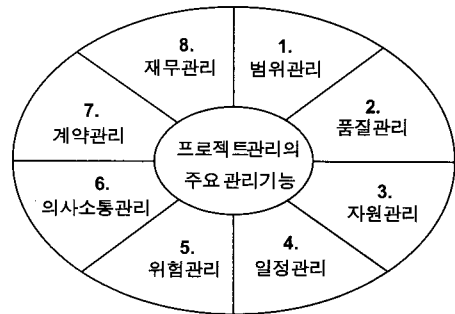 8.
재무관리
1.
범위관리
7.
계약관리
2.
품질관리
프로젝트관리의
주요관리기능
6.
의사소통관리
3.
자원관리
5.
위험관리
4.
일정관리